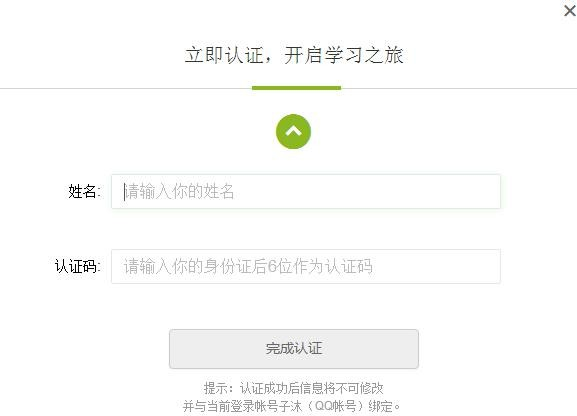 立即认证，开启学习之旅
姓名: 请输入你的姓名
认证码: 请输入你的身份证后6位作为认证码
完成认证
提示：认证成功后信息将不可修改
并与当前登录帐号子沐（QQ帐号）绑定。